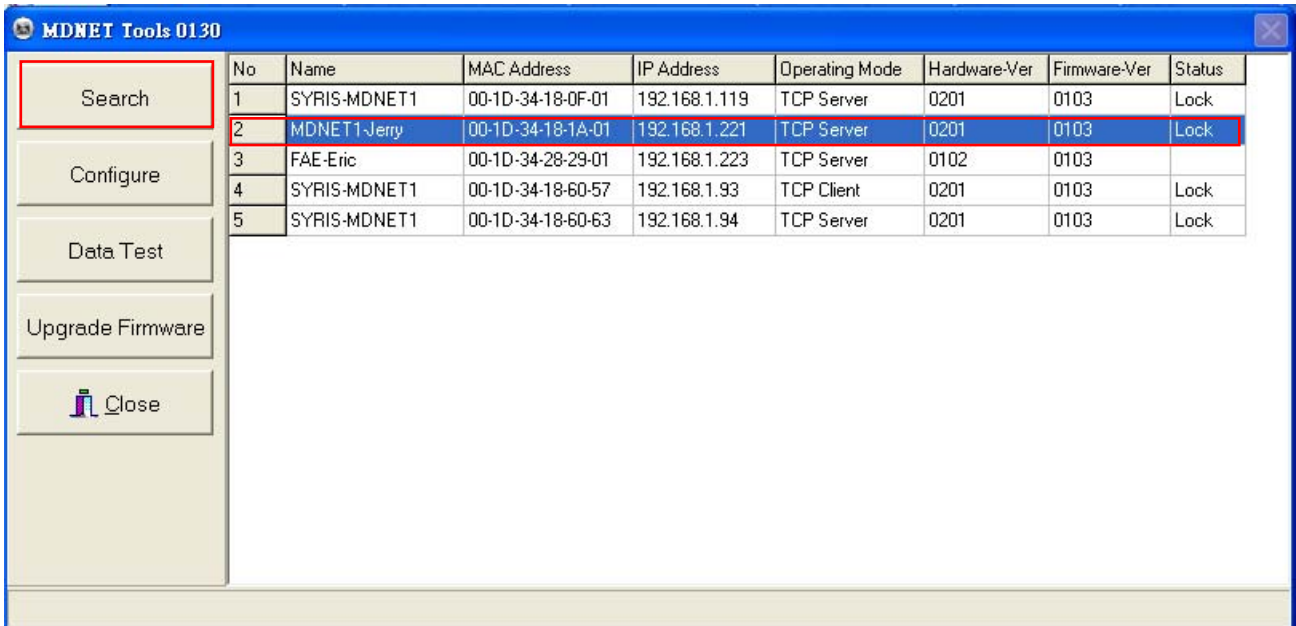 MDNET Tools 0130
Search
Configure
Data Test
Upgrade Firmware
Close
No Name MAC Address IP Address Operating Mode Hardware-Ver Firmware-Ver Status
1 SYRIS-MDNET1 00-1D-34-18-0F-01 192.168.1.119 TCP Server 0201 0103 Lock
2 MDNET1-Jerry 00-1D-34-18-1A-01 192.168.1.221 TCP Server 0201 0103 Lock
3 FAE-Eric 00-1D-34-28-29-01 192.168.1.223 TCP Server 0102 0103
4 SYRIS-MDNET1 00-1D-34-18-60-57 192.168.1.93 TCP Client 0201 0103 Lock
5 SYRIS-MDNET1 00-1D-34-18-60-63 192.168.1.94 TCP Server 0201 0103 Lock